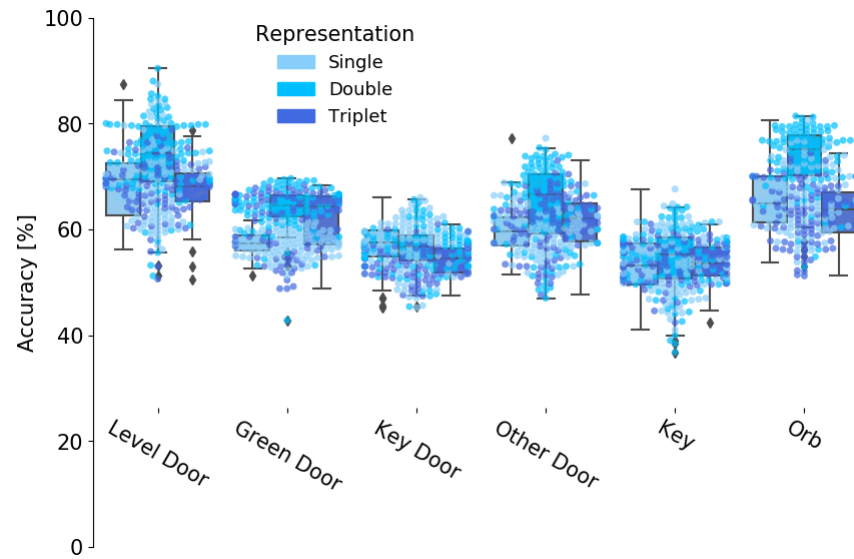 100
80
60
40
20
0
Accuracy [%]
Representation
Single
Double
Triplet
Level Door
Green Door
Key Door
Other Door
Key
Orb